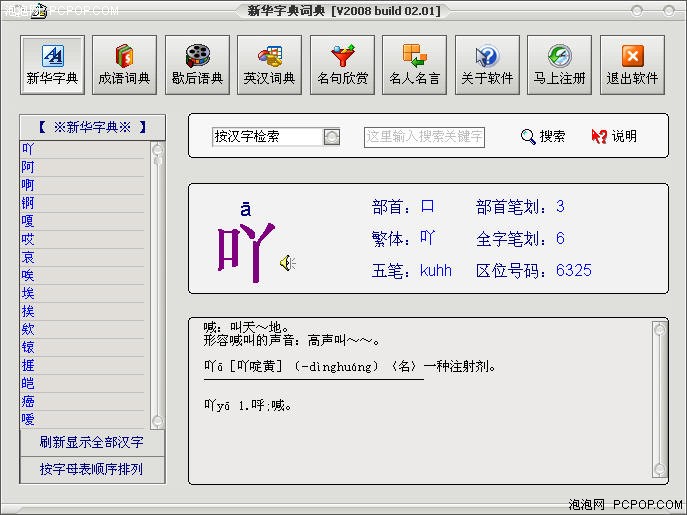 泡泡网 PCPOP.COM
新华字典词典 [V2008 build 02.01]
新华字典 成语词典 歇后语典 英汉词典 名句欣赏 名人名言 关于软件 马上注册 退出软件
【 ※新华字典※ 】
吖
阿
啊
锕
嘎
哎
哀
唉
埃
挨
欸
锿
捱
皑
癌
嗳
刷新显示全部汉字
按字母表顺序排列
按汉字检索 这里输入搜索关键字 搜索 说明
ā
吖
部首：口 部首笔划：3
繁体：吖 全字笔划：6
五笔：kuhh 区位号码：6325
喊：叫天～地。
形容喊叫的声音：高声叫～～。
吖ā [吖啶黄] （-dìnghuáng）〈名〉一种注射剂。
吖yā 1.呼;喊。
泡泡网 PCPOP.COM